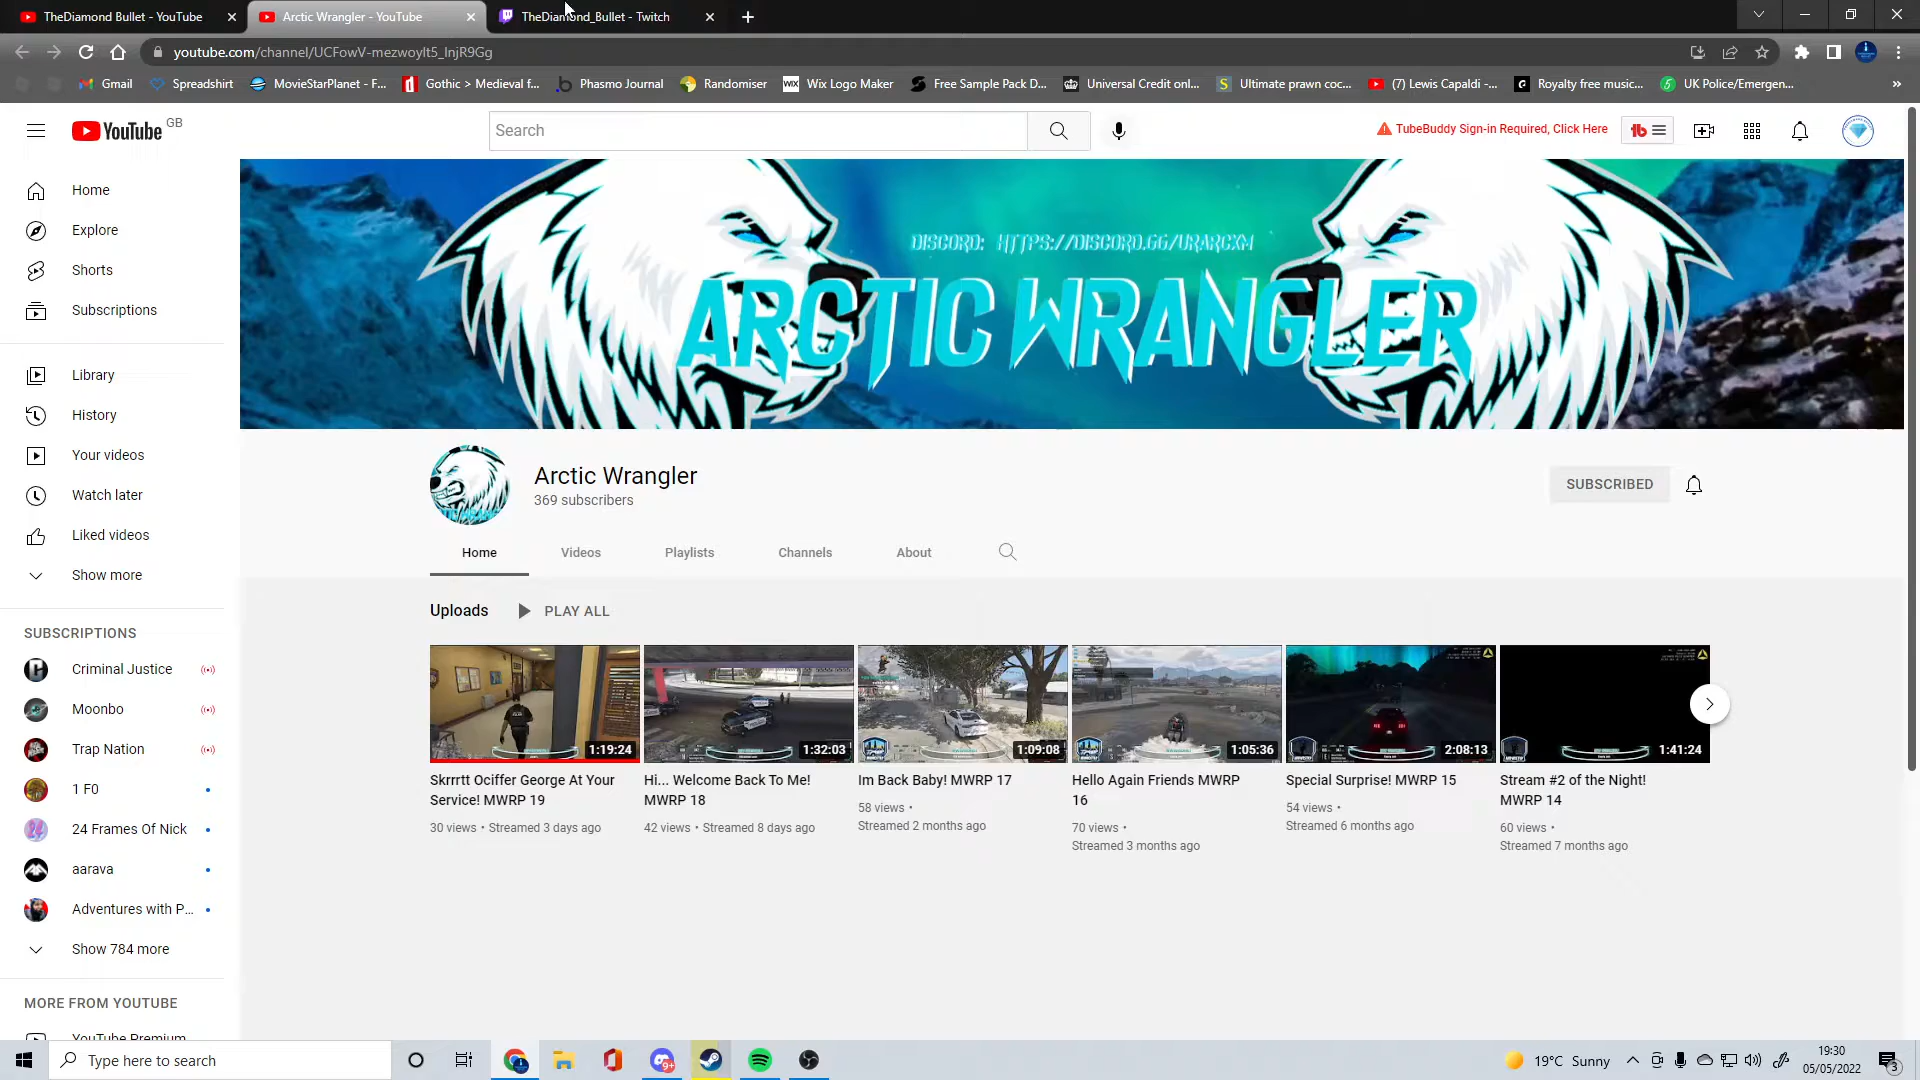 TheDiamond Bullet - YouTube
Arctic Wrangler - YouTube
TheDiamond_Bullet - Twitch
youtube.com/channel/UCFowV-mezwoylt5_lnjR9Gg
Gmail
Spreadshirt
MovieStarPlanet - F...
Gothic > Medieval f...
Phasmo Journal
Randomiser
WIX Wix Logo Maker
Free Sample Pack D...
Universal Credit onl...
Ultimate prawn coc...
(7) Lewis Capaldi -...
Royalty free music...
UK Police/Emergen...
»
YouTube GB
Search
TubeBuddy Sign-in Required, Click Here
tb
Home
Explore
Shorts
Subscriptions
Library
History
Your videos
Watch later
Liked videos
Show more
SUBSCRIPTIONS
Criminal Justice
Moonbo
Trap Nation
1 F0
24 Frames Of Nick
aarava
Adventures with P...
Show 784 more
MORE FROM YOUTUBE
YouTube Premium
DISCORD: HTTPS://DISCORD.GG/URARCXM
ARCTIC WRANGLER
Arctic Wrangler
369 subscribers
SUBSCRIBED
Home
Videos
Playlists
Channels
About
Uploads
PLAY ALL
1:19:24
1:32:03
1:09:08
1:05:36
2:08:13
1:41:24
Skrrrtt Ociffer George At Your
Service! MWRP 19
30 views • Streamed 3 days ago
Hi... Welcome Back To Me!
MWRP 18
42 views • Streamed 8 days ago
Im Back Baby! MWRP 17
58 views •
Streamed 2 months ago
Hello Again Friends MWRP
16
70 views •
Streamed 3 months ago
Special Surprise! MWRP 15
54 views •
Streamed 6 months ago
Stream #2 of the Night!
MWRP 14
60 views •
Streamed 7 months ago
Type here to search
9+
19°C Sunny
19:30
05/05/2022
3